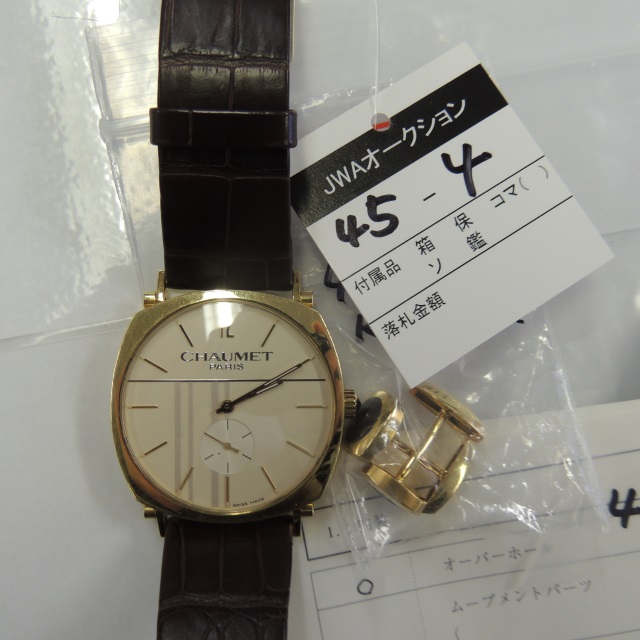 JWAオークション
45-4
付属品 箱 保 コマ( )
ソ 鑑
落札金額
CHAUMET
PARIS
SWISS MADE
1.
4
オーバーホー
○
ムーブメントパーツ
(